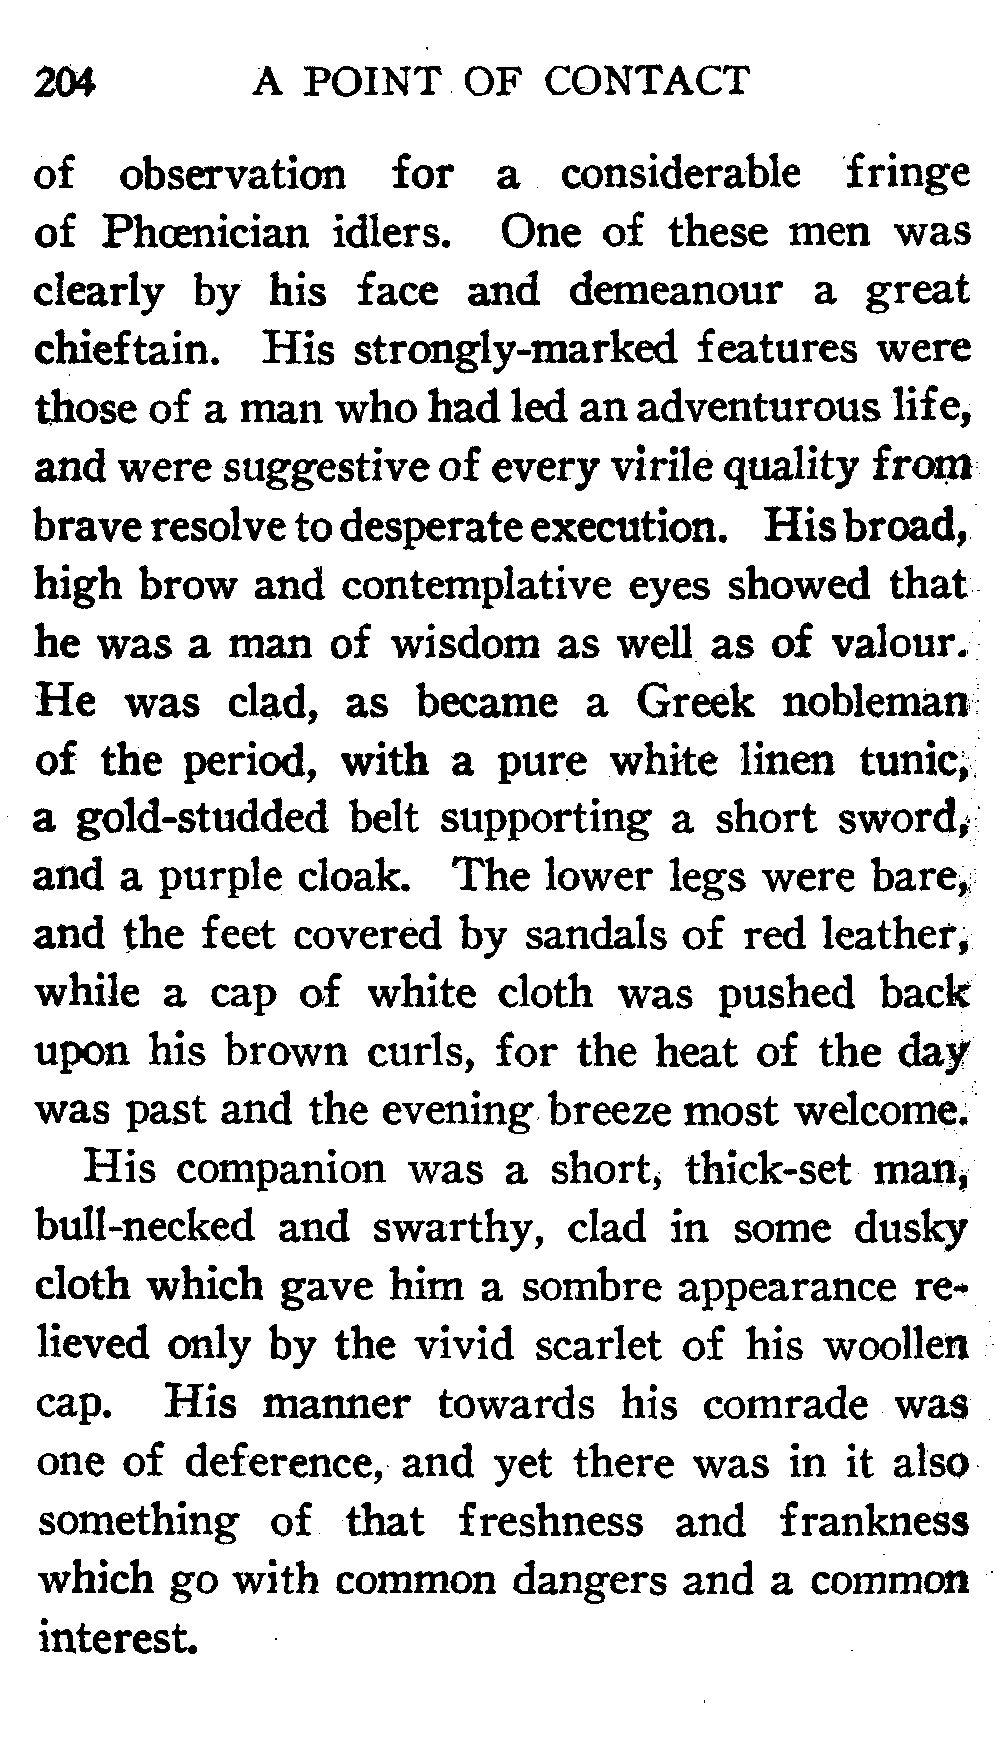 204 A POINT OF CONTACT
of observation for a considerable fringe
of Phœnician idlers. One of these men was
clearly by his face and demeanour a great
chieftain. His strongly-marked features were
those of a man who had led an adventurous life,
and were suggestive of every virile quality from
brave resolve to desperate execution. His broad,
high brow and contemplative eyes showed that
he was a man of wisdom as well as of valour.
He was clad, as became a Greek nobleman
of the period, with a pure white linen tunic,
a gold-studded belt supporting a short sword,
and a purple cloak. The lower legs were bare,
and the feet covered by sandals of red leather,
while a cap of white cloth was pushed back
upon his brown curls, for the heat of the day
was past and the evening breeze most welcome.
His companion was a short, thick-set man,
bull-necked and swarthy, clad in some dusky
cloth which gave him a sombre appearance re-
lieved only by the vivid scarlet of his woollen
cap. His manner towards his comrade was
one of deference, and yet there was in it also
something of that freshness and frankness
which go with common dangers and a common
interest.